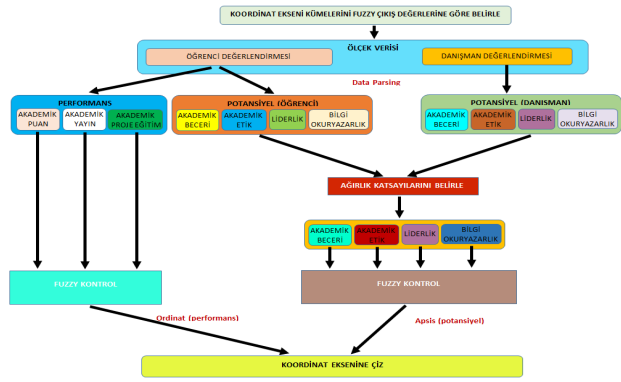 KOORDİNAT EKSENİ KÜMELERİNİ FUZZY ÇIKIŞ DEĞERLERİNE GÖRE BELİRLE
ÖLÇEK VERİSİ
ÖĞRENCİ DEĞERLENDİRMESİ
DANIŞMAN DEĞERLENDİRMESİ
Data Parsing
PERFORMANS
AKADEMİK
PUAN
AKADEMİK
YAYIN
AKADEMİK
PROJE/EĞİTİM
POTANSİYEL (ÖĞRENCİ)
AKADEMİK
BECERİ
AKADEMİK
ETİK
LİDERLİK
BİLGİ
OKURYAZARLIK
POTANSİYEL (DANIŞMAN)
AKADEMİK
BECERİ
AKADEMİK
ETİK
LİDERLİK
BİLGİ
OKURYAZARLIK
AĞIRLIK KATSAYILARINI BELİRLE
AKADEMİK
BECERİ
AKADEMİK
ETİK
LİDERLİK
BİLGİ
OKURYAZARLIK
FUZZY KONTROL
FUZZY KONTROL
Ordinat (performans)
Apsis (potansiyel)
KOORDİNAT EKSENİNE ÇİZ